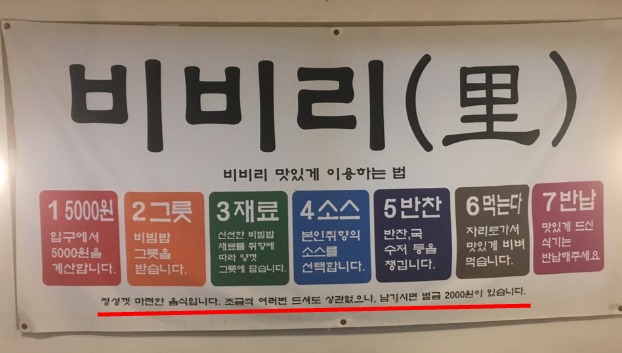 비비리(里)
비비리 맛있게 이용하는 법
1 5000원
입구에서
5000원을
계산합니다.
2 그릇
비빔밥
그릇을
받습니다.
3 재료
신선한 비빔밥
재료를 취향에
따라 양껏
그릇에 담습니다.
4 소스
본인취향의
소스를
선택합니다.
5 반찬
반찬,국
수저 등을
챙깁니다.
6 먹는다
자리로가서
맛있게 비벼
먹습니다.
7 반납
맛있게 드신
식기는
반납해주세요
정성껏 마련한 음식입니다. 조금씩 여러번 드셔도 상관없으나, 남기시면 벌금 2000원이 있습니다.